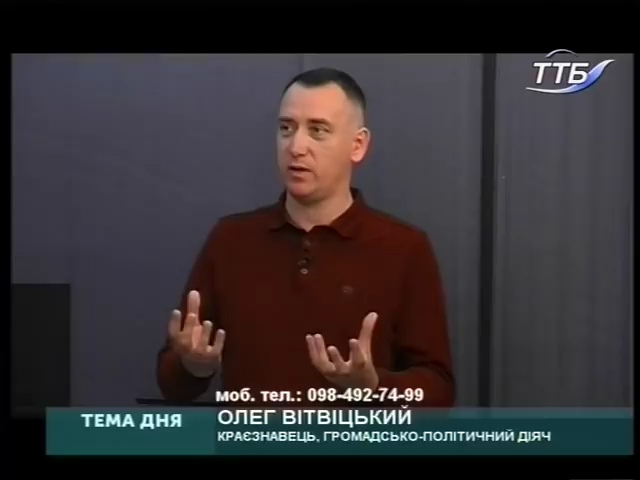 ТТБ
моб. тел.: 098-492-74-99
ТЕМА ДНЯ
ОЛЕГ ВІТВІЦЬКИЙ
КРАЄЗНАВЕЦЬ, ГРОМАДСЬКО-ПОЛІТИЧНИЙ ДІЯЧ